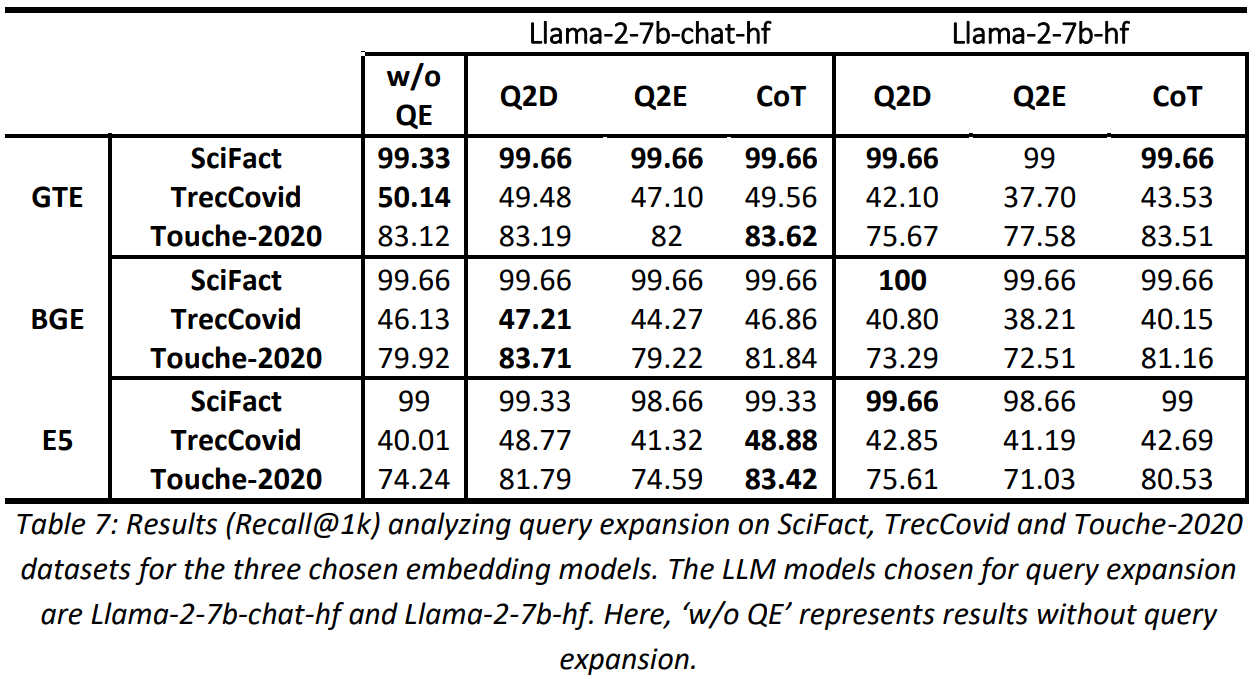 Llama-2-7b-chat-hf Llama-2-7b-hf
w/o QE Q2D Q2E CoT Q2D Q2E CoT
GTE
SciFact 99.33 99.66 99.66 99.66 99.66 99 99.66
TrecCovid 50.14 49.48 47.10 49.56 42.10 37.70 43.53
Touche-2020 83.12 83.19 82 83.62 75.67 77.58 83.51
BGE
SciFact 99.66 99.66 99.66 99.66 100 99.66 99.66
TrecCovid 46.13 47.21 44.27 46.86 40.80 38.21 40.15
Touche-2020 79.92 83.71 79.22 81.84 73.29 72.51 81.16
E5
SciFact 99 99.33 98.66 99.33 99.66 98.66 99
TrecCovid 40.01 48.77 41.32 48.88 42.85 41.19 42.69
Touche-2020 74.24 81.79 74.59 83.42 75.61 71.03 80.53
Table 7: Results (Recall@1k) analyzing query expansion on SciFact, TrecCovid and Touche-2020
datasets for the three chosen embedding models. The LLM models chosen for query expansion
are Llama-2-7b-chat-hf and Llama-2-7b-hf. Here, ‘w/o QE’ represents results without query
expansion.